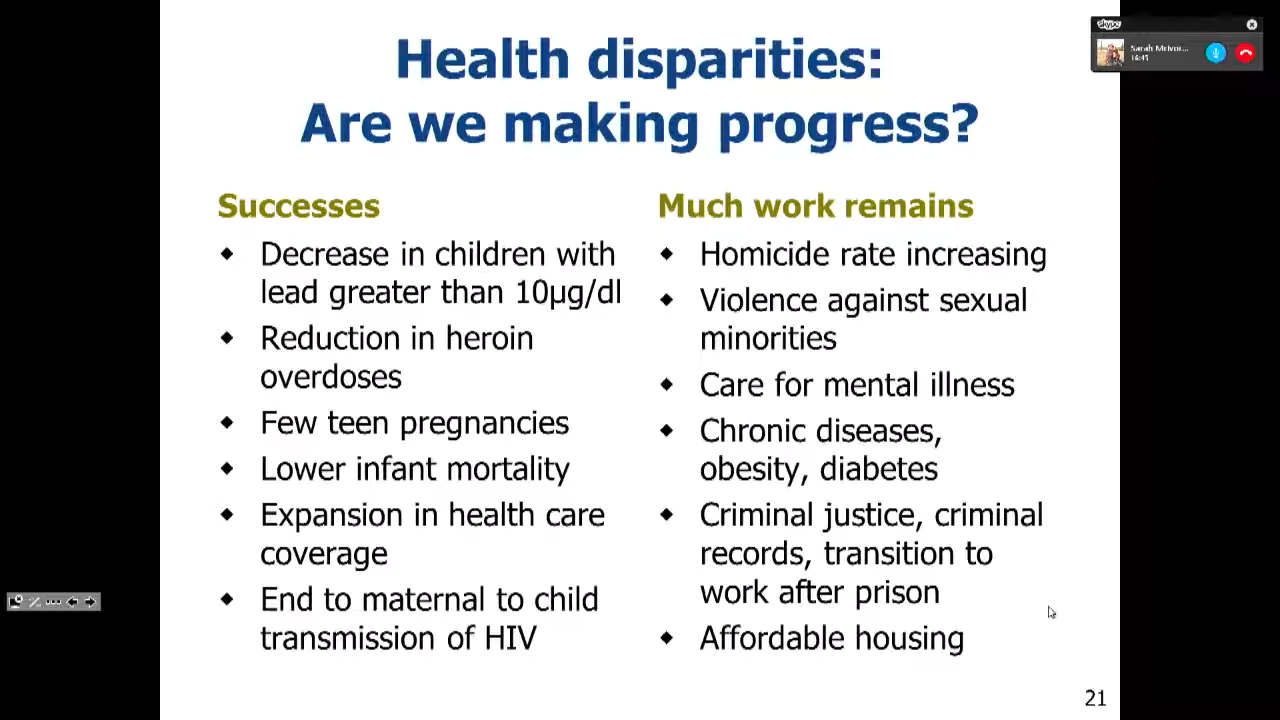 Health disparities:
Are we making progress?
Successes
Decrease in children with
lead greater than 10µg/dl
Reduction in heroin
overdoses
Few teen pregnancies
Lower infant mortality
Expansion in health care
coverage
End to maternal to child
transmission of HIV
Much work remains
Homicide rate increasing
Violence against sexual
minorities
Care for mental illness
Chronic diseases,
obesity, diabetes
Criminal justice, criminal
records, transition to
work after prison
Affordable housing
21
skype
Sarah